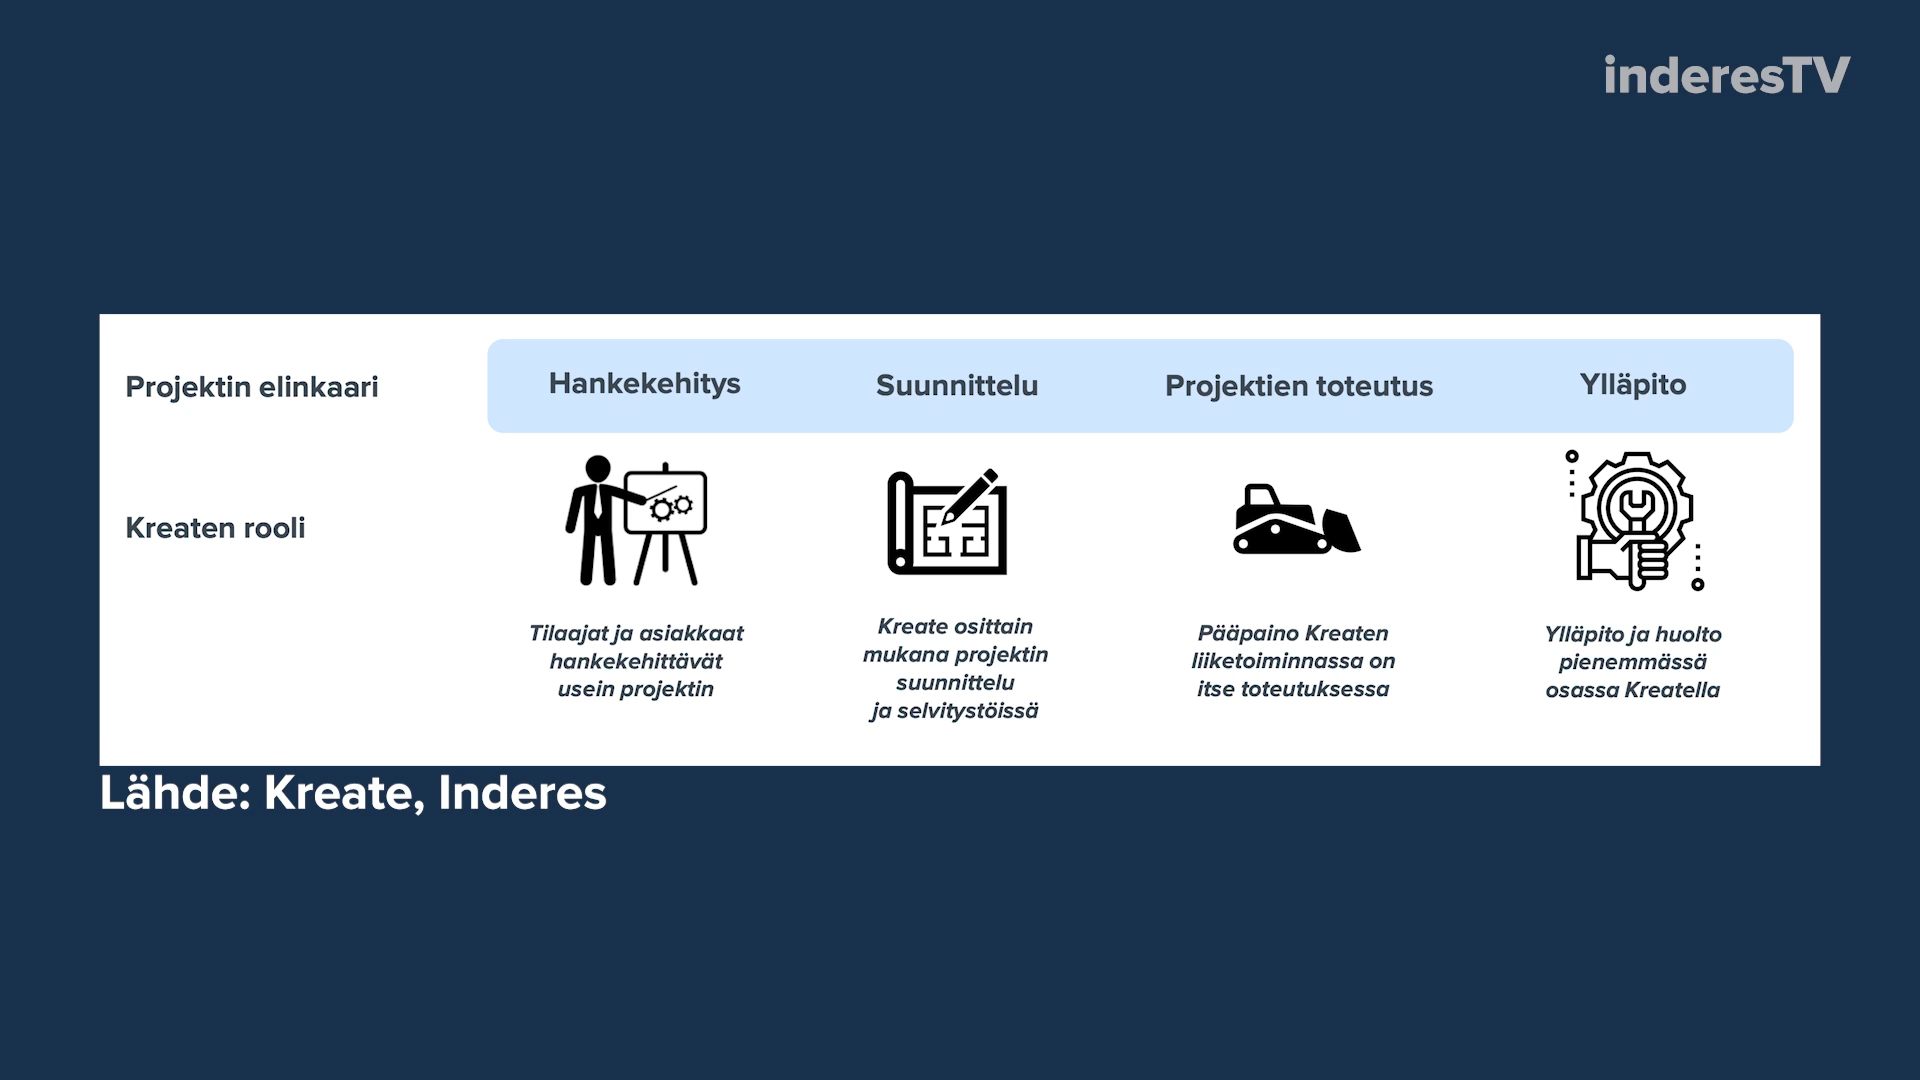 inderesTV
Projektin elinkaari
Hankekehitys
Suunnittelu
Projektien toteutus
Ylläpito
Kreaten rooli
Tilaajat ja asiakkaat
hankekehittävät
usein projektin
Kreate osittain
mukana projektin
suunnittelu
ja selvitystöissä
Pääpaino Kreaten
liiketoiminnassa on
itse toteutuksessa
Ylläpito ja huolto
pienemmässä
osassa Kreatella
Lähde: Kreate, Inderes